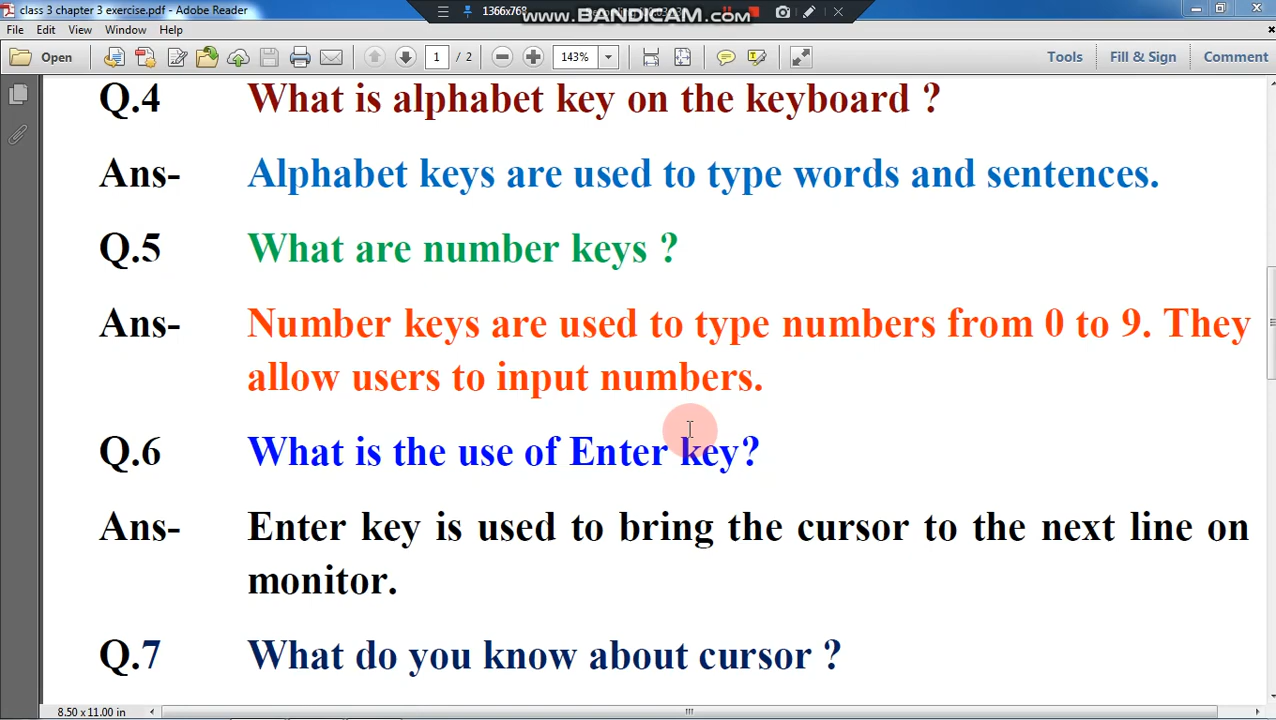 class 3 chapter 3 exercise.pdf - Adobe Reader
1366x768
www.BANDICAM.com
File Edit View Window Help
Open 1 / 2 143% Tools Fill & Sign Comment
Q.4 What is alphabet key on the keyboard ?
Ans- Alphabet keys are used to type words and sentences.
Q.5 What are number keys ?
Ans- Number keys are used to type numbers from 0 to 9. They
allow users to input numbers.
Q.6 What is the use of Enter key?
Ans- Enter key is used to bring the cursor to the next line on
monitor.
Q.7 What do you know about cursor ?
8.50 x 11.00 in